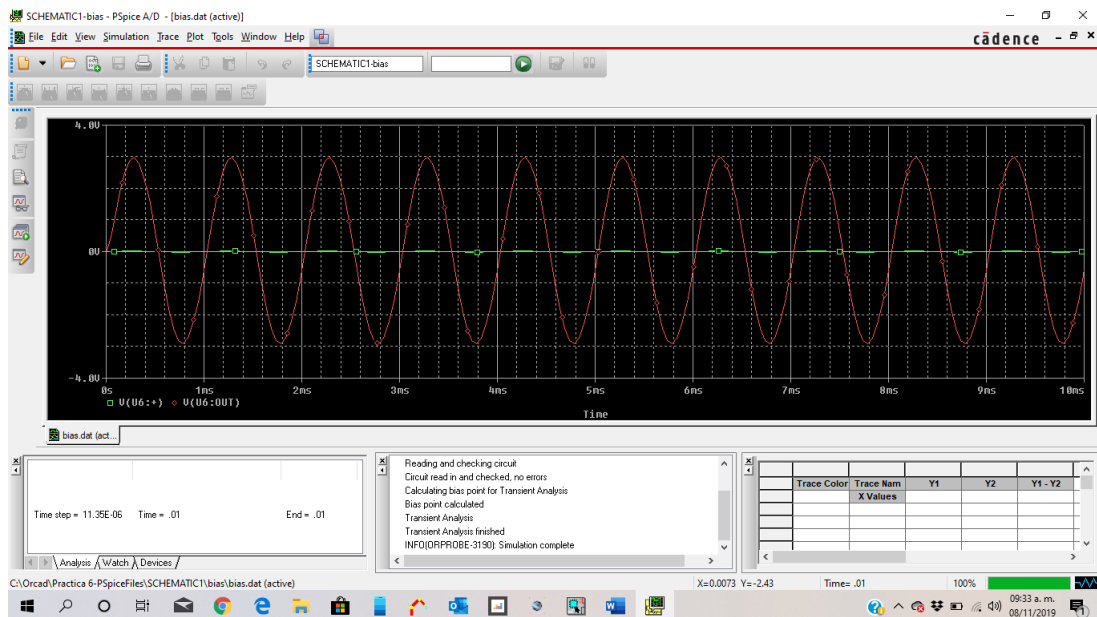 SCHEMATIC1-bias - PSpice A/D - [bias.dat (active)]
File Edit View Simulation Trace Plot Tools Window Help
cādence
SCHEMATIC1-bias
4.0V
0V
-4.0V
0s 1ms 2ms 3ms 4ms 5ms 6ms 7ms 8ms 9ms 10ms
V(U6:+) V(U6:OUT)
Time
bias.dat (act...
Time step = 11.35E-06 Time = .01 End = .01
Analysis Watch Devices
Reading and checking circuit
Circuit read in and checked, no errors
Calculating bias point for Transient Analysis
Bias point calculated
Transient Analysis
Transient Analysis finished
INFO(ORPROBE-3190): Simulation complete
Trace Color Trace Nam Y1 Y2 Y1 - Y2
X Values
C:\Orcad\Practica 6-PSpiceFiles\SCHEMATIC1\bias\bias.dat (active)
X=0.0073 Y=-2.43 Time= .01 100%
09:33 a. m.
08/11/2019